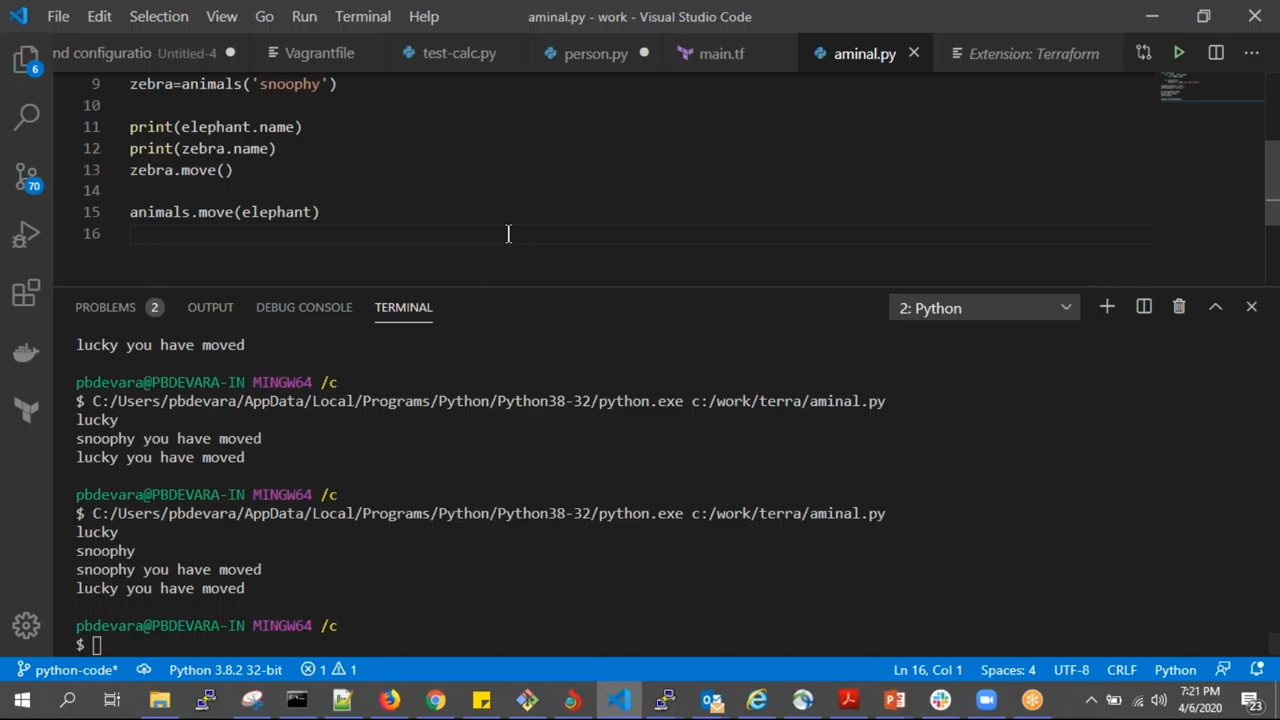 File Edit Selection View Go Run Terminal Help aminal.py - work - Visual Studio Code
nd configuratio Untitled-4 Vagrantfile test-calc.py person.py main.tf aminal.py Extension: Terraform
9 zebra=animals('snoophy')
10
11 print(elephant.name)
12 print(zebra.name)
13 zebra.move()
14
15 animals.move(elephant)
16
6
70
PROBLEMS 2 OUTPUT DEBUG CONSOLE TERMINAL 2: Python
lucky you have moved
pbdevara@PBDEVARA-IN MINGW64 /c
$ C:/Users/pbdevara/AppData/Local/Programs/Python/Python38-32/python.exe c:/work/terra/aminal.py
lucky
snoophy you have moved
lucky you have moved
pbdevara@PBDEVARA-IN MINGW64 /c
$ C:/Users/pbdevara/AppData/Local/Programs/Python/Python38-32/python.exe c:/work/terra/aminal.py
lucky
snoophy
snoophy you have moved
lucky you have moved
pbdevara@PBDEVARA-IN MINGW64 /c
$
python-code* Python 3.8.2 32-bit 1 1 Ln 16, Col 1 Spaces: 4 UTF-8 CRLF Python
7:21 PM
4/6/2020
23